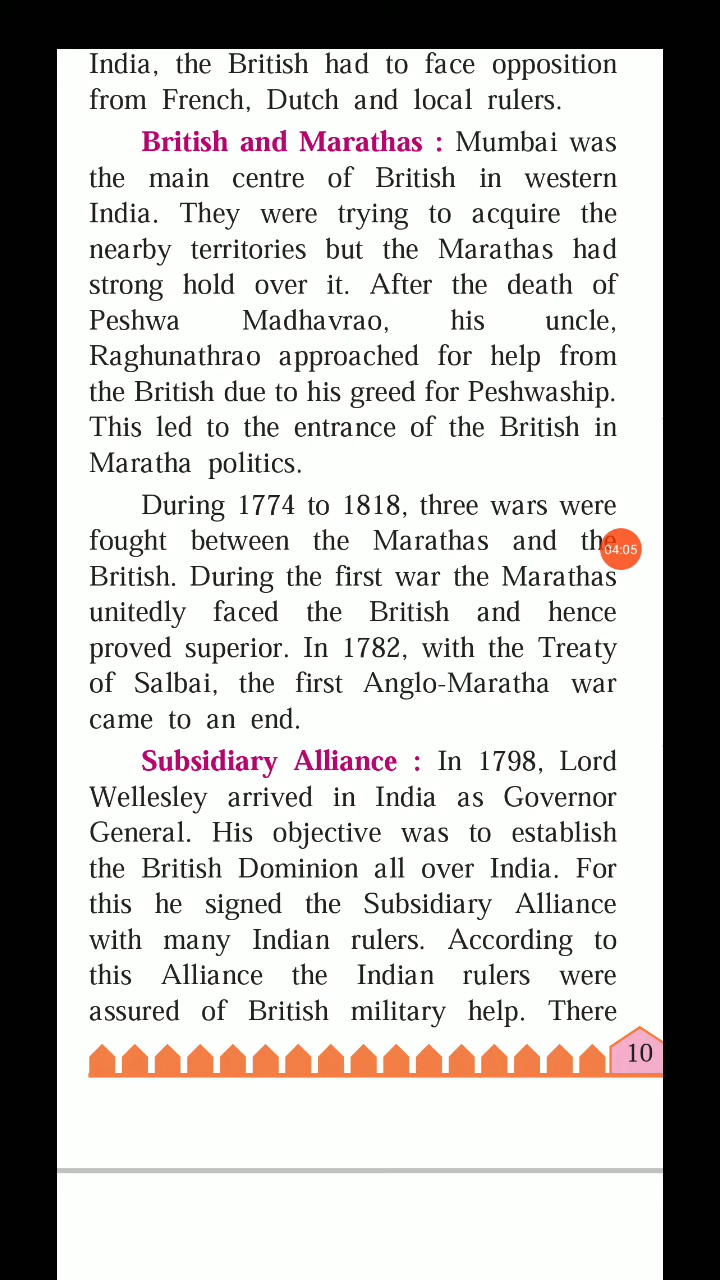 India, the British had to face opposition
from French, Dutch and local rulers.
British and Marathas : Mumbai was
the main centre of British in western
India. They were trying to acquire the
nearby territories but the Marathas had
strong hold over it. After the death of
Peshwa Madhavrao, his uncle,
Raghunathrao approached for help from
the British due to his greed for Peshwaship.
This led to the entrance of the British in
Maratha politics.
During 1774 to 1818, three wars were
fought between the Marathas and the
04:05
British. During the first war the Marathas
unitedly faced the British and hence
proved superior. In 1782, with the Treaty
of Salbai, the first Anglo-Maratha war
came to an end.
Subsidiary Alliance : In 1798, Lord
Wellesley arrived in India as Governor
General. His objective was to establish
the British Dominion all over India. For
this he signed the Subsidiary Alliance
with many Indian rulers. According to
this Alliance the Indian rulers were
assured of British military help. There
10